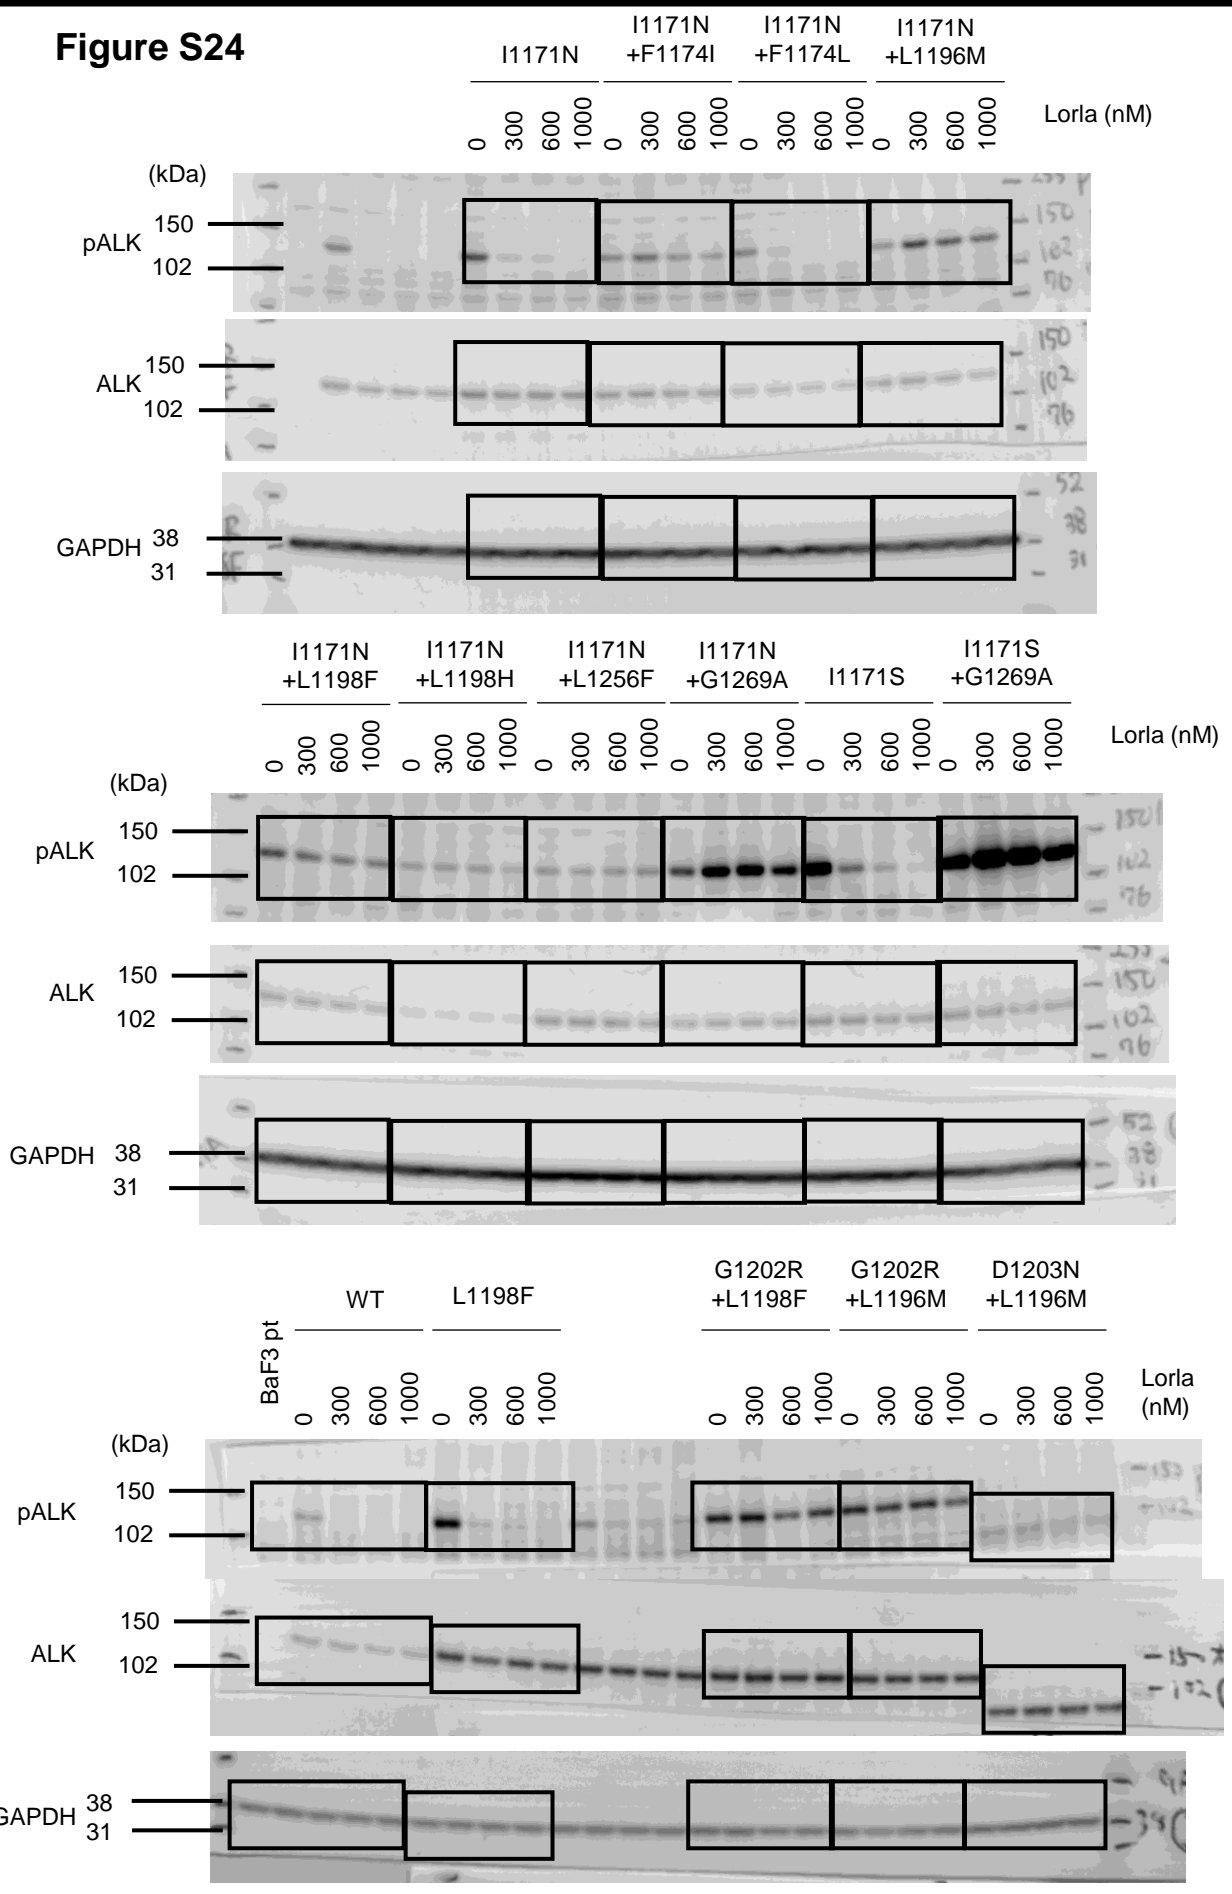 Figure S24
I1171N
I1171N
+F1174I
I1171N
+F1174L
I1171N
+L1196M
0 300 600 1000 0 300 600 1000 0 300 600 1000 0 300 600 1000
Lorla (nM)
(kDa)
pALK
150
102
150
102
76
ALK
150
102
150
102
76
GAPDH
38
31
52
38
31
I1171N
+L1198F
I1171N
+L1198H
I1171N
+L1256F
I1171N
+G1269A
I1171S
I1171S
+G1269A
0 300 600 1000 0 300 600 1000 0 300 600 1000 0 300 600 1000 0 300 600 1000 0 300 600 1000
Lorla (nM)
(kDa)
pALK
150
102
150
102
76
ALK
150
102
150
102
76
GAPDH
38
31
52
38
31
BaF3 pt
WT
L1198F
G1202R
+L1198F
G1202R
+L1196M
D1203N
+L1196M
0 300 600 1000 0 300 600 1000 0 300 600 1000 0 300 600 1000 0 300 600 1000
Lorla
(nM)
(kDa)
pALK
150
102
ALK
150
102
GAPDH
38
31